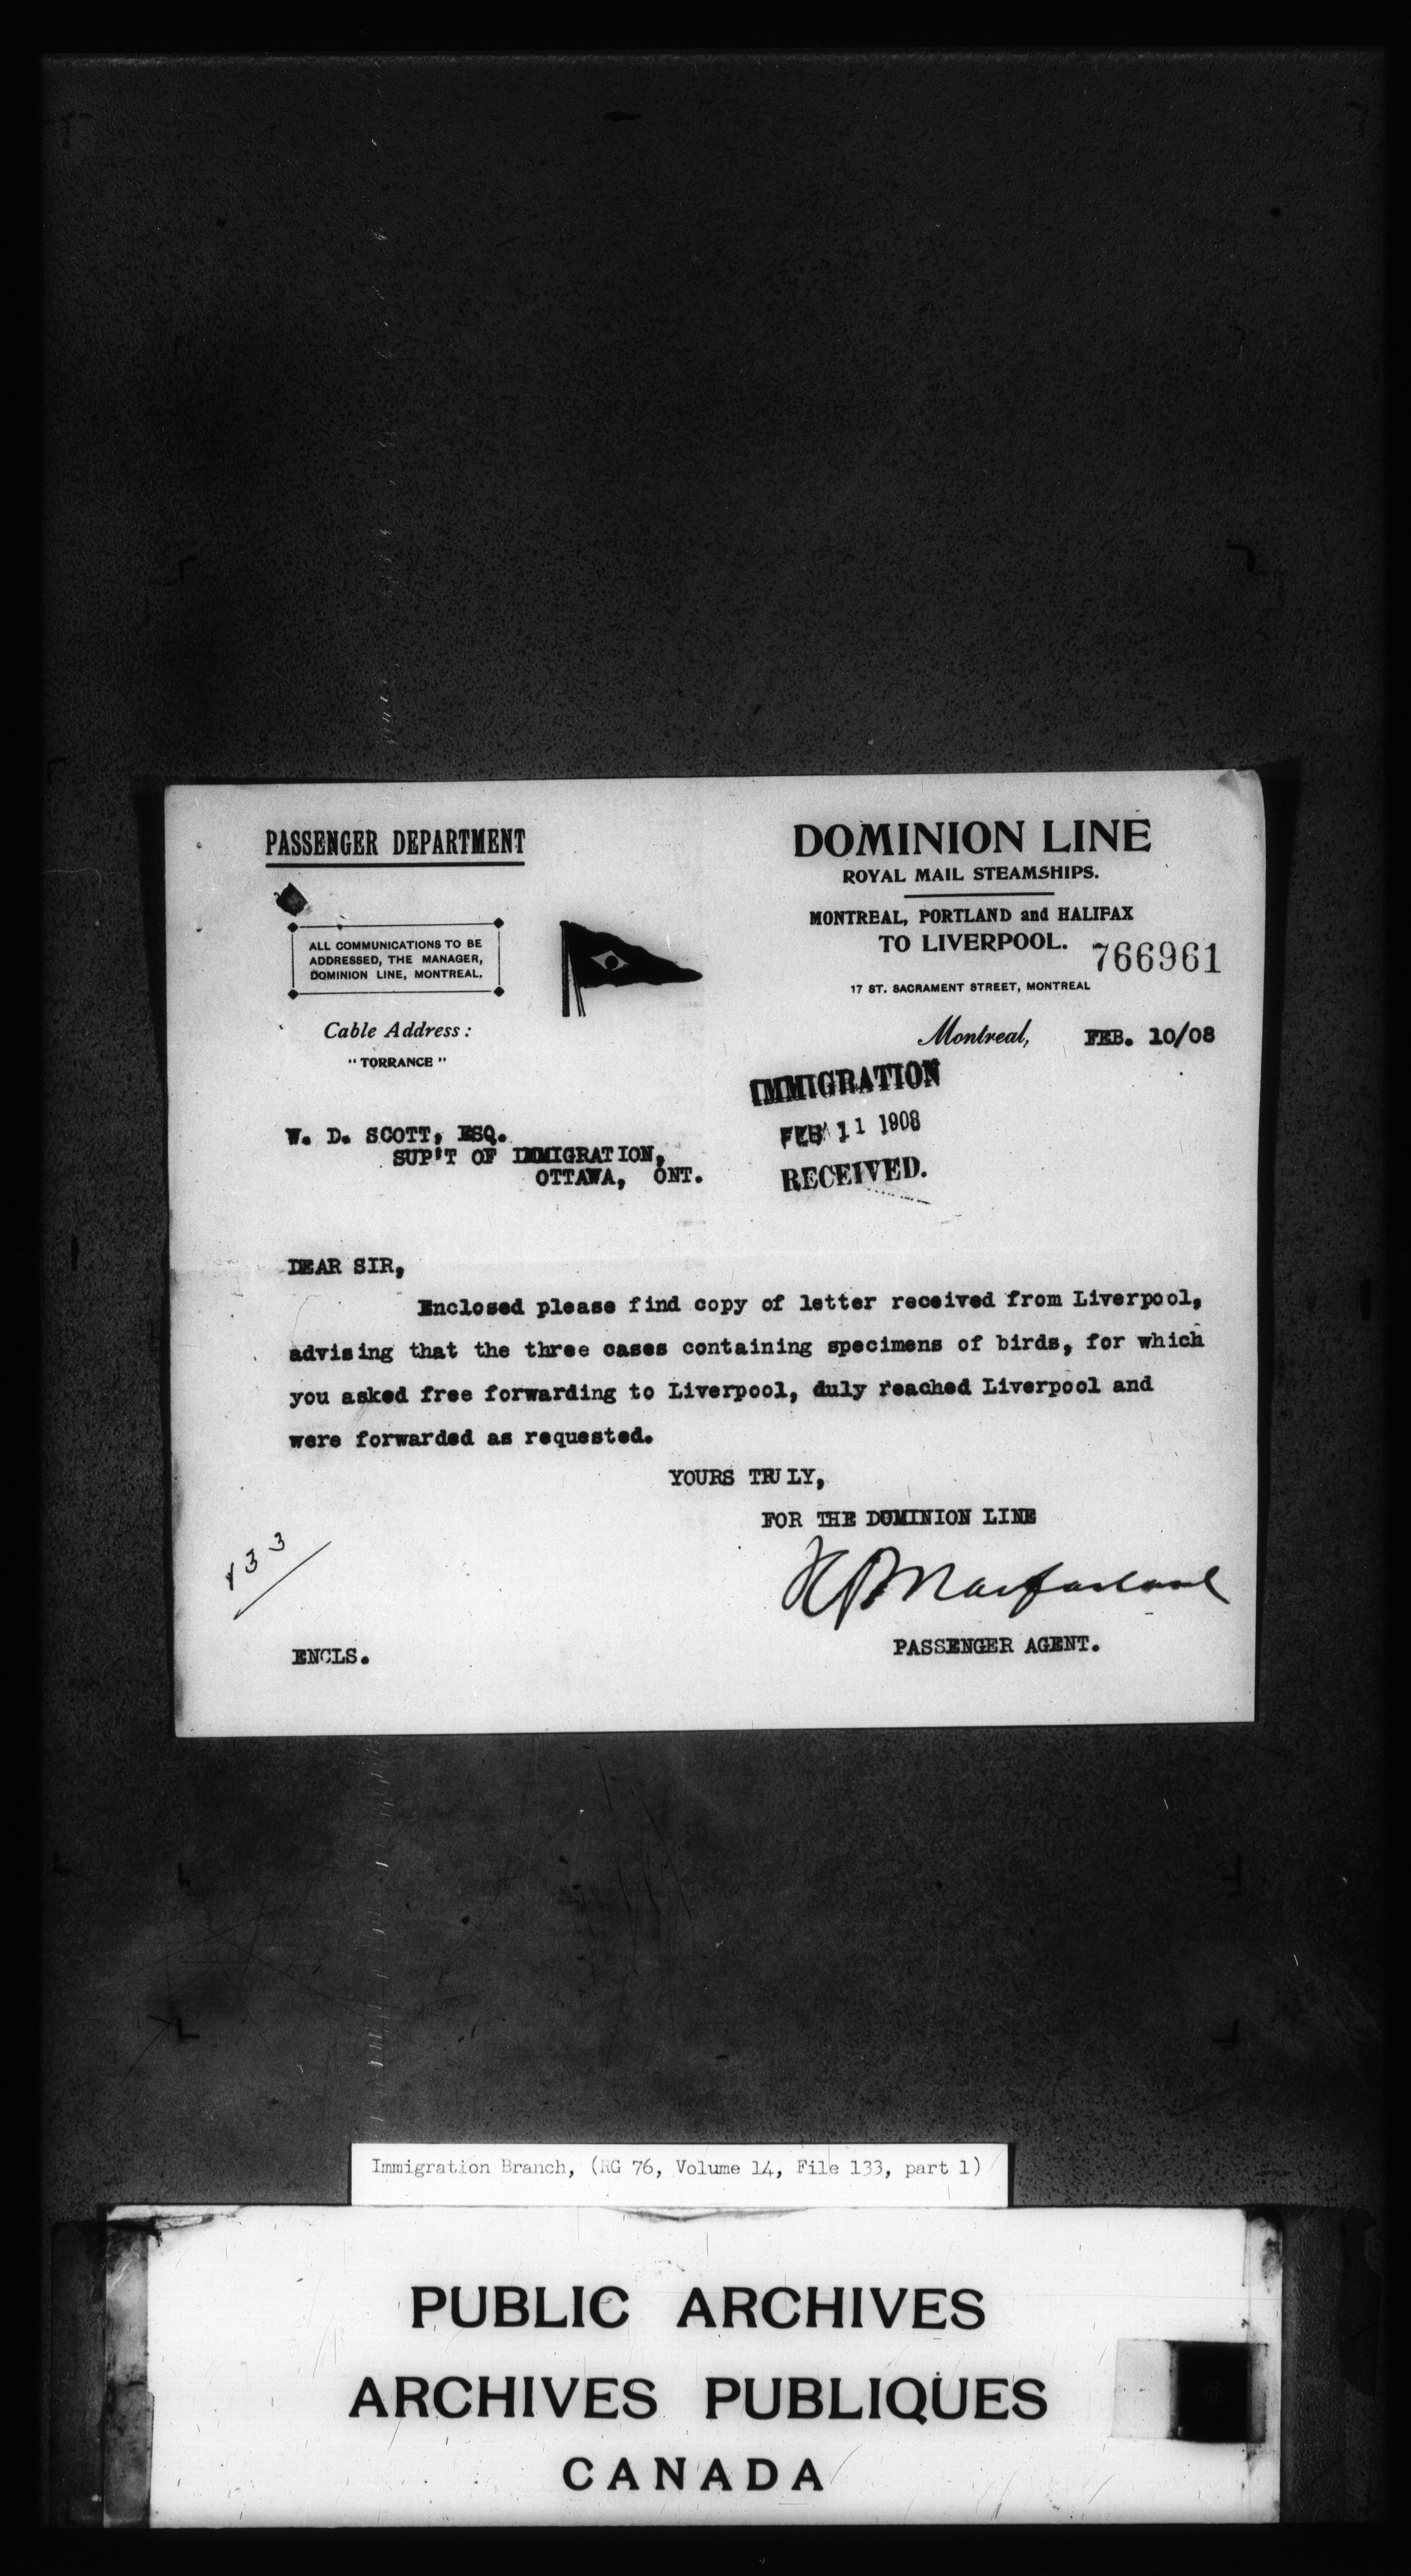 PASSENGER DEPARTMENT
ALL COMMUNICATIONS TO BE
ADDRESSED, THE MANAGER,
DOMINION LINE, MONTREAL.
Cable Address:
"TORRANCE"
DOMINION LINE
ROYAL MAIL STEAMSHIPS.
MONTREAL, PORTLAND and HALIFAX
TO LIVERPOOL.
766961
17 ST. SACRAMENT STREET, MONTREAL
Montreal, FEB. 10/08
IMMIGRATION
FEB 11 1908
RECEIVED.
W. D. SCOTT, ESQ.
SUP'T OF IMMIGRATION,
OTTAWA, ONT.
DEAR SIR,
Enclosed please find copy of letter received from Liverpool,
advising that the three cases containing specimens of birds, for which
you asked free forwarding to Liverpool, duly reached Liverpool and
were forwarded as requested.
YOURS TRULY,
FOR THE DOMINION LINE
Macfarlane
PASSENGER AGENT.
133
ENCLS.
Immigration Branch, (RG 76, Volume 14, File 133, part 1)
PUBLIC ARCHIVES
ARCHIVES PUBLIQUES
CANADA